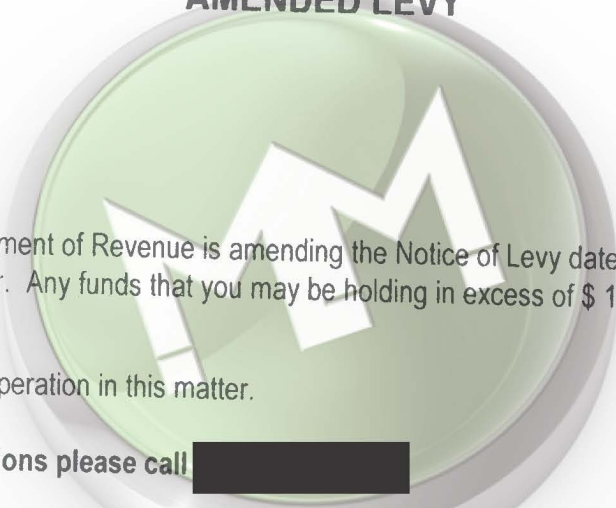 AMENDED LEVY
ment of Revenue is amending the Notice of Levy date
r. Any funds that you may be holding in excess of $ 1
peration in this matter.
ons please call